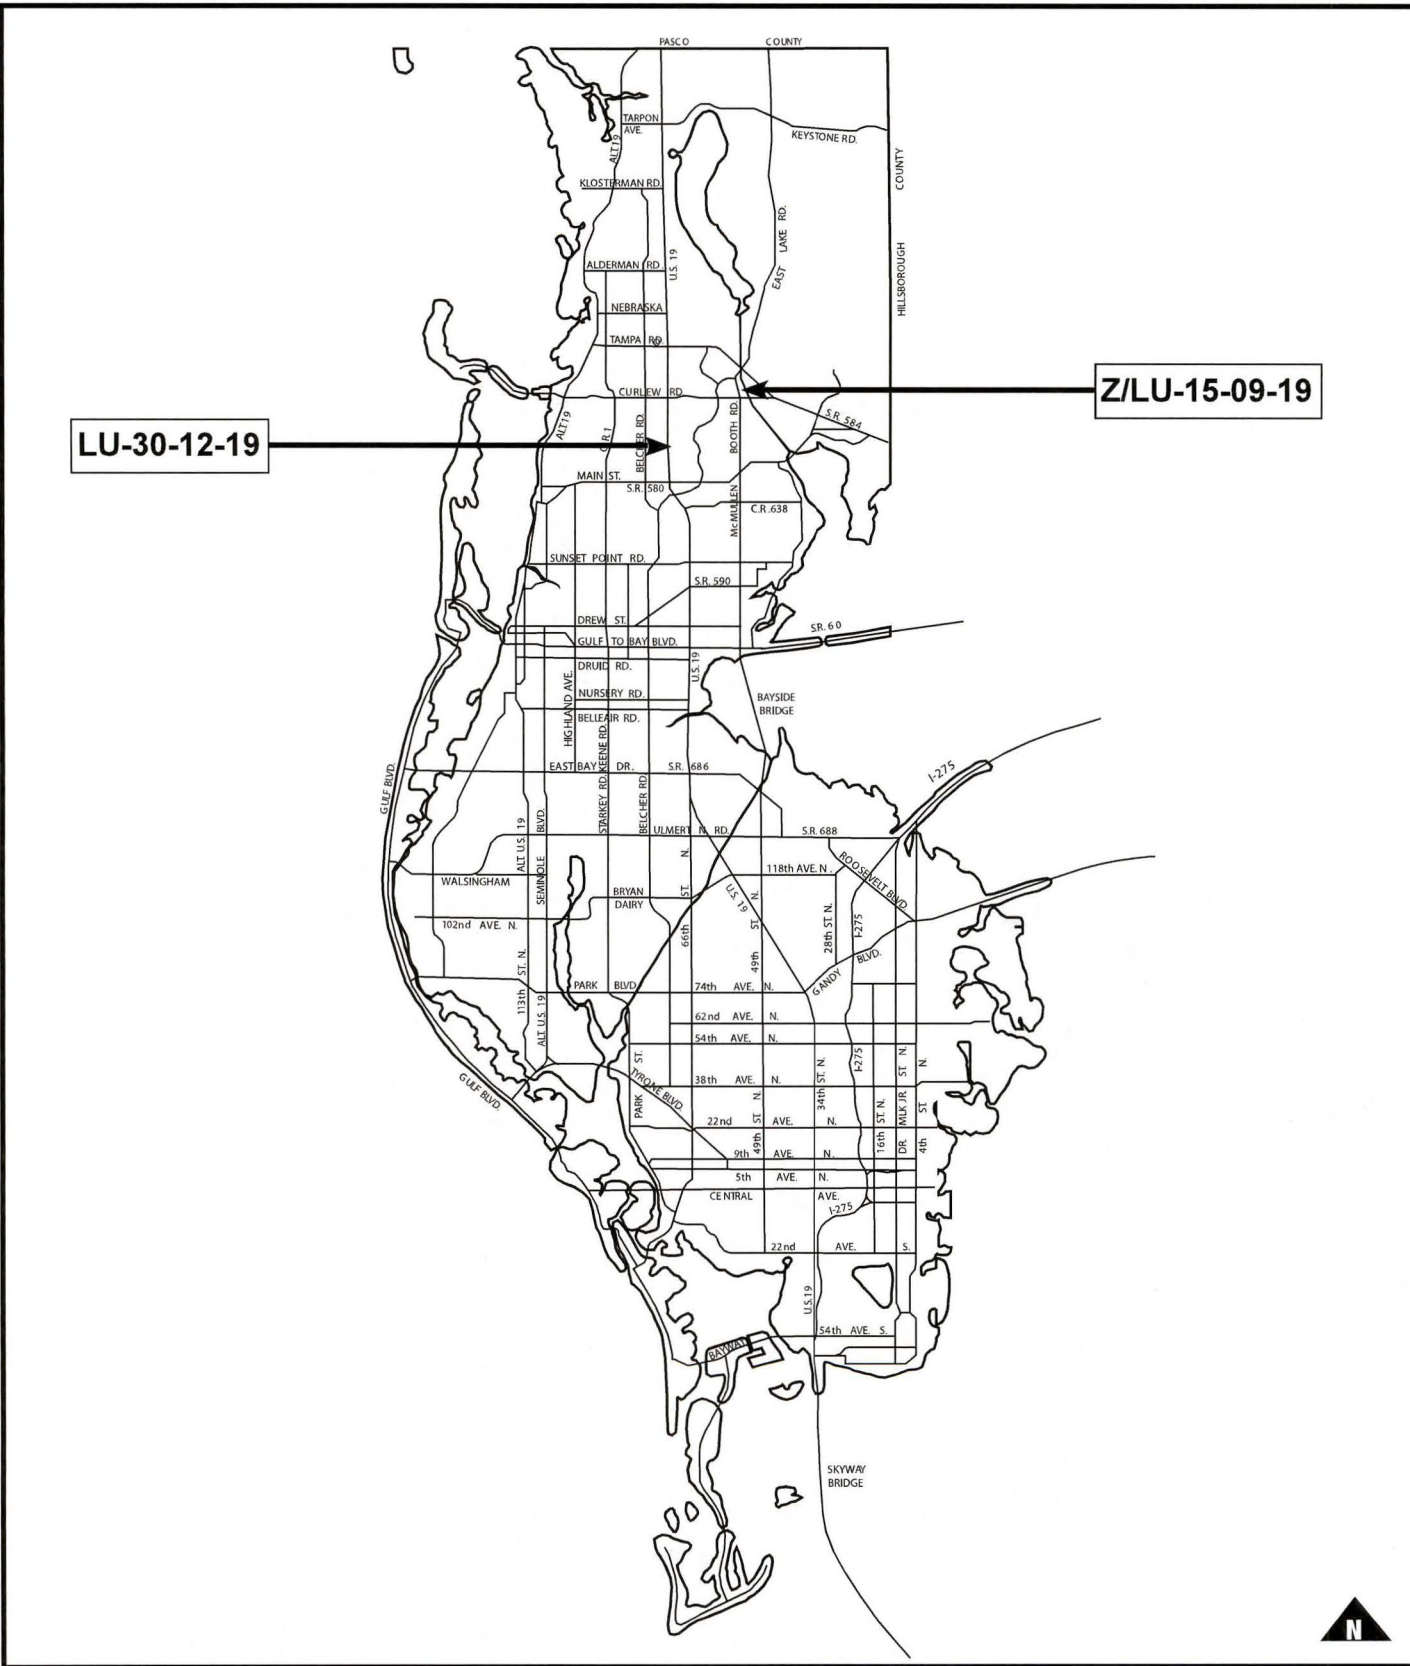 PASCO COUNTY
TARPON
AVE.
KEYSTONE RD.
ALT.19
KLOSTERMAN RD.
COUNTY
HILLSBOROUGH
EAST LAKE RD.
U.S. 19
ALDERMAN RD.
NEBRASKA
TAMPA RD.
Z/LU-15-09-19
CURLEW RD
S.R. 584
LU-30-12-19
ALT.19
C.R.1
BELCHER RD.
McMULLEN BOOTH RD.
MAIN ST.
S.R. 580
C.R.638
SUNSET POINT RD.
S.R. 590
DREW ST.
S.R. 60
GULF TO BAY BLVD.
DRUID RD.
U.S. 19
HIGHLAND AVE.
NURSERY RD.
BAYSIDE
BRIDGE
BELLEAIR RD.
KEENE RD.
EAST BAY DR. S.R. 686
I-275
GULF BLVD.
STARKEY RD.
BELCHER RD.
ALT U.S. 19
SEMINOLE BLVD.
ULMERT N RD. S.R. 688
118th AVE. N.
ROOSEVELT BLVD.
WALSINGHAM
BRYAN
DAIRY
U.S. 19
66th ST. N.
49th ST. N.
28th ST. N.
I-275
102nd AVE. N.
GANDY BLVD.
113th ST. N.
ALT U.S. 19
PARK BLVD.
74th AVE. N.
62nd AVE. N.
54th AVE. N.
GULF BLVD.
PARK ST.
TYRONE BLVD.
38th AVE. N.
34th ST. N.
I-275
16th ST. N.
DR. MLK JR. ST N.
4th ST N.
22nd AVE. N.
49th ST N.
9th AVE. N.
5th AVE. N.
CENTRAL AVE.
I-275
22nd AVE. S.
U.S.19
54th AVE. S.
BAYWAY
SKYWAY
BRIDGE
N